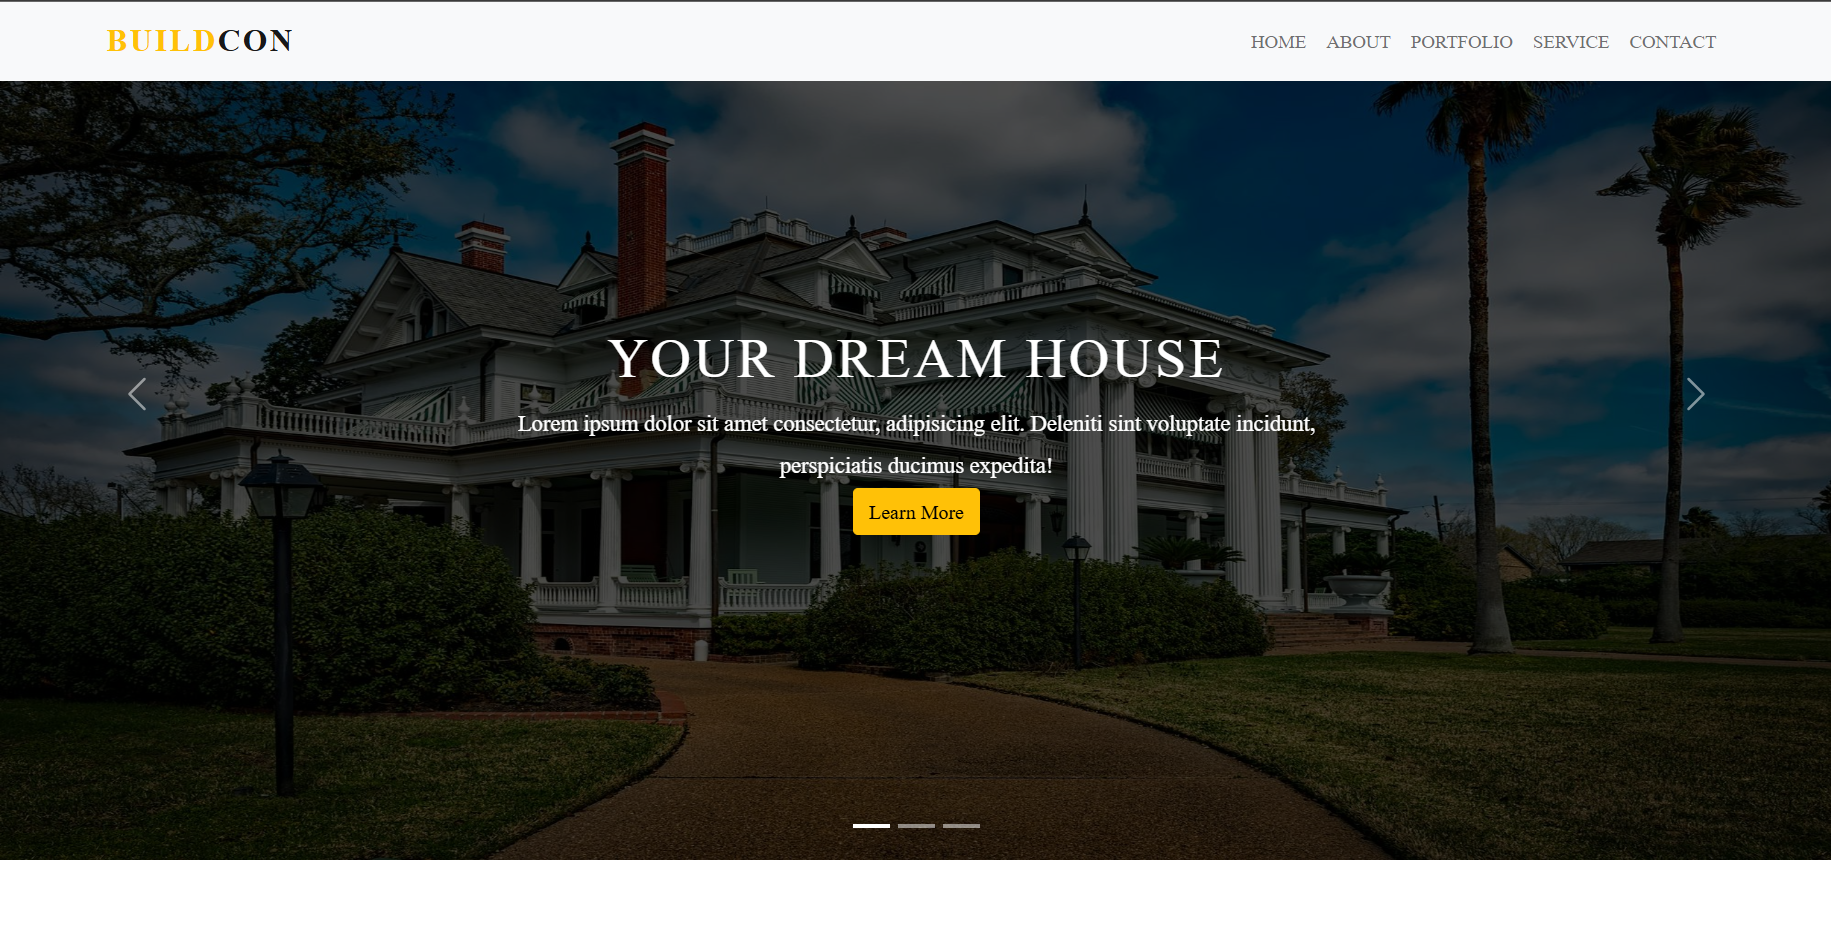 BUILDCON
HOME ABOUT PORTFOLIO SERVICE CONTACT
YOUR DREAM HOUSE
Lorem ipsum dolor sit amet consectetur, adipisicing elit. Deleniti sint voluptate incidunt,
perspiciatis ducimus expedita!
Learn More